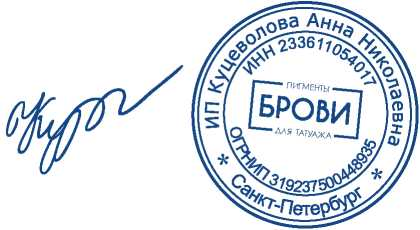 ИП Куцеволова Анна Николаевна
ИНН 233611054017
ПИГМЕНТЫ
БРОВИ
ДЛЯ ТАТУАЖА
ОГРНИП 319237500448935
* Санкт-Петербург *